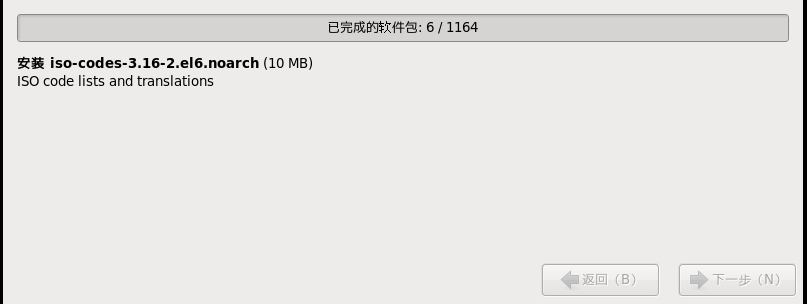 已完成的软件包: 6 / 1164
安装 iso-codes-3.16-2.el6.noarch (10 MB)
ISO code lists and translations
返回（B） 下一步（N）